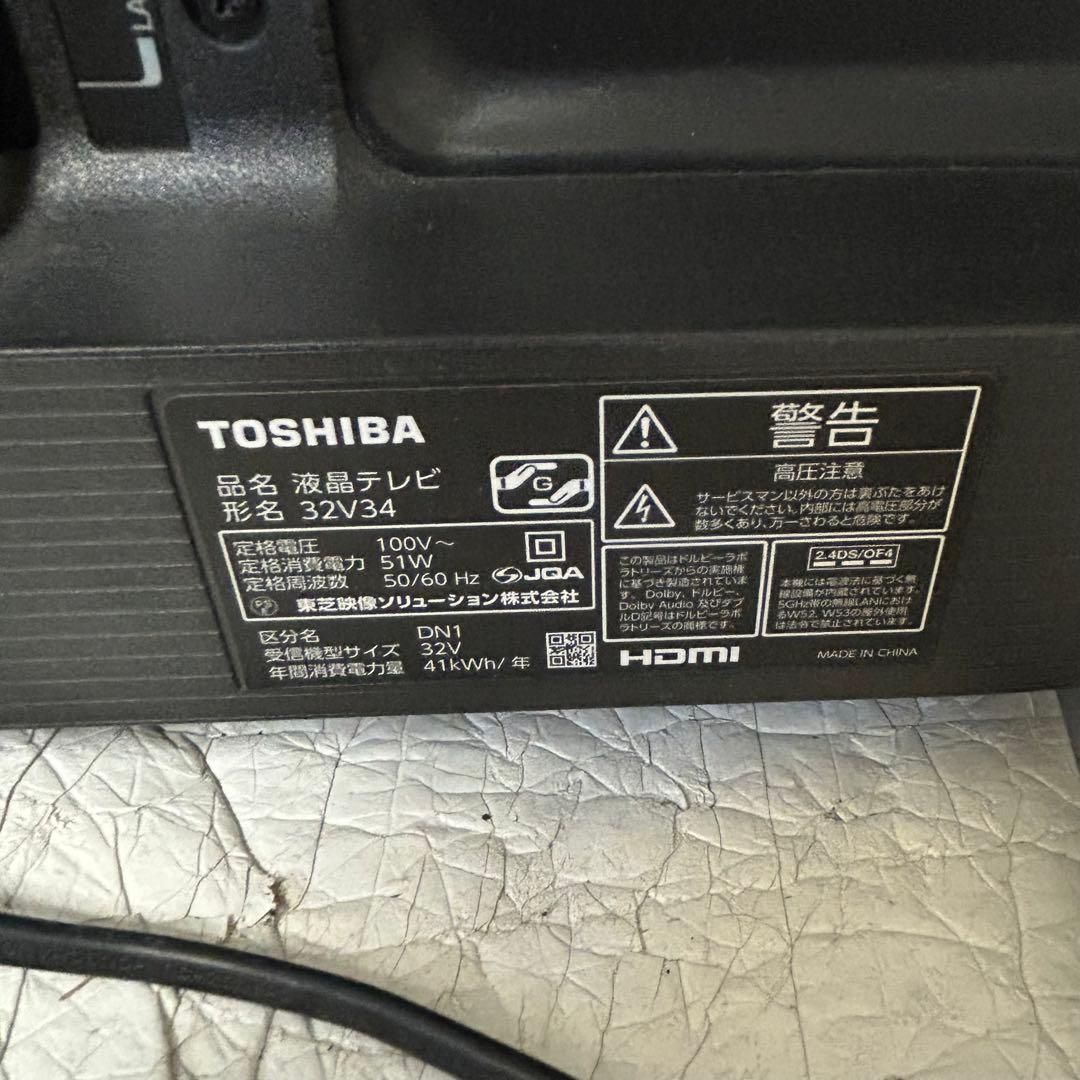 LA
TOSHIBA
品名 液晶テレビ
形名 32V34
G
定格電圧 100V～
定格消費電力 51W
定格周波数 50/60 Hz
JQA
東芝映像ソリューション株式会社
区分名 DN1
受信機型サイズ 32V
年間消費電力量 41kWh/年
警告
高圧注意
サービスマン以外の方は裏ぶたをあけ
ないでください。内部には高電圧部分が
数多くあり、万一さわると危険です。
この製品はドルビーラボ
ラトリーズからの実施権
に基づき製造されていま
す。Dolby、ドルビー、
Dolby Audio 及びダブ
ルD記号はドルビーラボ
ラトリーズの商標です。
2.4DS/OF4
本機には電波法に基づく無
線設備が内蔵されています。
5GHz帯の無線LANにおけ
るW52、W53の屋外使用
は法令で禁止されています。
HDMI
MADE IN CHINA